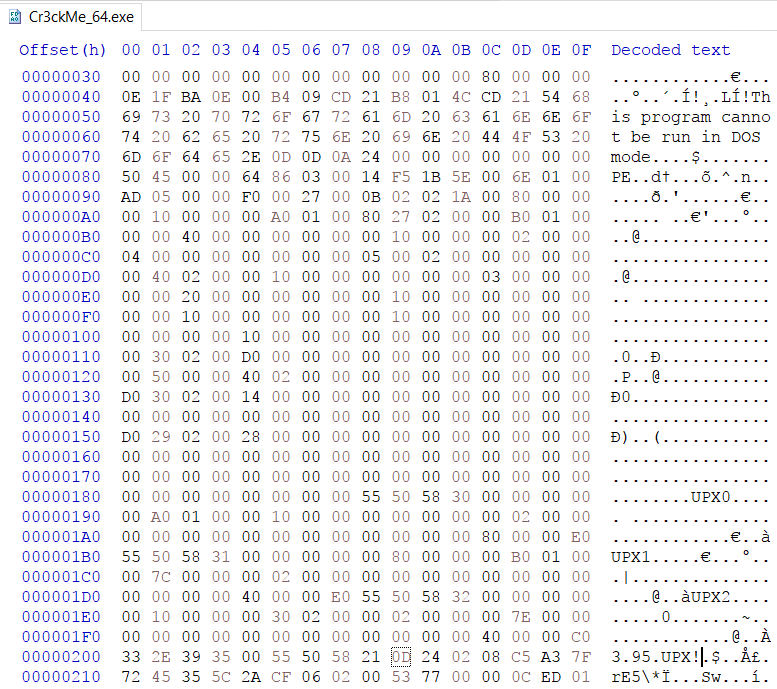 Cr3ckMe_64.exe
Offset(h) 00 01 02 03 04 05 06 07 08 09 0A 0B 0C 0D 0E 0F Decoded text
00000030 00 00 00 00 00 00 00 00 00 00 00 00 80 00 00 00 ............€...
00000040 0E 1F BA 0E 00 B4 09 CD 21 B8 01 4C CD 21 54 68 ..º..´.Í!¸.LÍ!Th
00000050 69 73 20 70 72 6F 67 72 61 6D 20 63 61 6E 6E 6F is program canno
00000060 74 20 62 65 20 72 75 6E 20 69 6E 20 44 4F 53 20 t be run in DOS
00000070 6D 6F 64 65 2E 0D 0D 0A 24 00 00 00 00 00 00 00 mode....$.......
00000080 50 45 00 00 64 86 03 00 14 F5 1B 5E 00 6E 01 00 PE..d†...õ.^.n..
00000090 AD 05 00 00 F0 00 27 00 0B 02 02 1A 00 80 00 00 ....ð.'......€..
000000A0 00 10 00 00 00 A0 01 00 80 27 02 00 00 B0 01 00 ..... ..€'...°..
000000B0 00 00 40 00 00 00 00 00 00 10 00 00 00 02 00 00 ..@.............
000000C0 04 00 00 00 00 00 00 00 05 00 02 00 00 00 00 00 ................
000000D0 00 40 02 00 00 10 00 00 00 00 00 00 03 00 00 00 .@..............
000000E0 00 00 20 00 00 00 00 00 00 10 00 00 00 00 00 00 .. .............
000000F0 00 00 10 00 00 00 00 00 00 10 00 00 00 00 00 00 ................
00000100 00 00 00 00 10 00 00 00 00 00 00 00 00 00 00 00 ................
00000110 00 30 02 00 D0 00 00 00 00 00 00 00 00 00 00 00 .0..Ð...........
00000120 00 50 00 00 40 02 00 00 00 00 00 00 00 00 00 00 .P..@...........
00000130 D0 30 02 00 14 00 00 00 00 00 00 00 00 00 00 00 Ð0..............
00000140 00 00 00 00 00 00 00 00 00 00 00 00 00 00 00 00 ................
00000150 D0 29 02 00 28 00 00 00 00 00 00 00 00 00 00 00 Ð)..(...........
00000160 00 00 00 00 00 00 00 00 00 00 00 00 00 00 00 00 ................
00000170 00 00 00 00 00 00 00 00 00 00 00 00 00 00 00 00 ................
00000180 00 00 00 00 00 00 00 00 55 50 58 30 00 00 00 00 ........UPX0....
00000190 00 A0 01 00 00 10 00 00 00 00 00 00 00 02 00 00 . ..............
000001A0 00 00 00 00 00 00 00 00 00 00 00 00 80 00 00 E0 ............€..à
000001B0 55 50 58 31 00 00 00 00 00 80 00 00 00 B0 01 00 UPX1.....€...°..
000001C0 00 7C 00 00 00 02 00 00 00 00 00 00 00 00 00 00 .|..............
000001D0 00 00 00 00 40 00 00 E0 55 50 58 32 00 00 00 00 ....@..àUPX2....
000001E0 00 10 00 00 00 30 02 00 00 02 00 00 00 7E 00 00 .....0.......~..
000001F0 00 00 00 00 00 00 00 00 00 00 00 00 40 00 00 C0 ............@..À
00000200 33 2E 39 35 00 55 50 58 21 0D 24 02 08 C5 A3 7F 3.95.UPX!.$..Å£.
00000210 72 45 35 5C 2A CF 06 02 00 53 77 00 00 0C ED 01 rE5\*Ï...Sw...í.